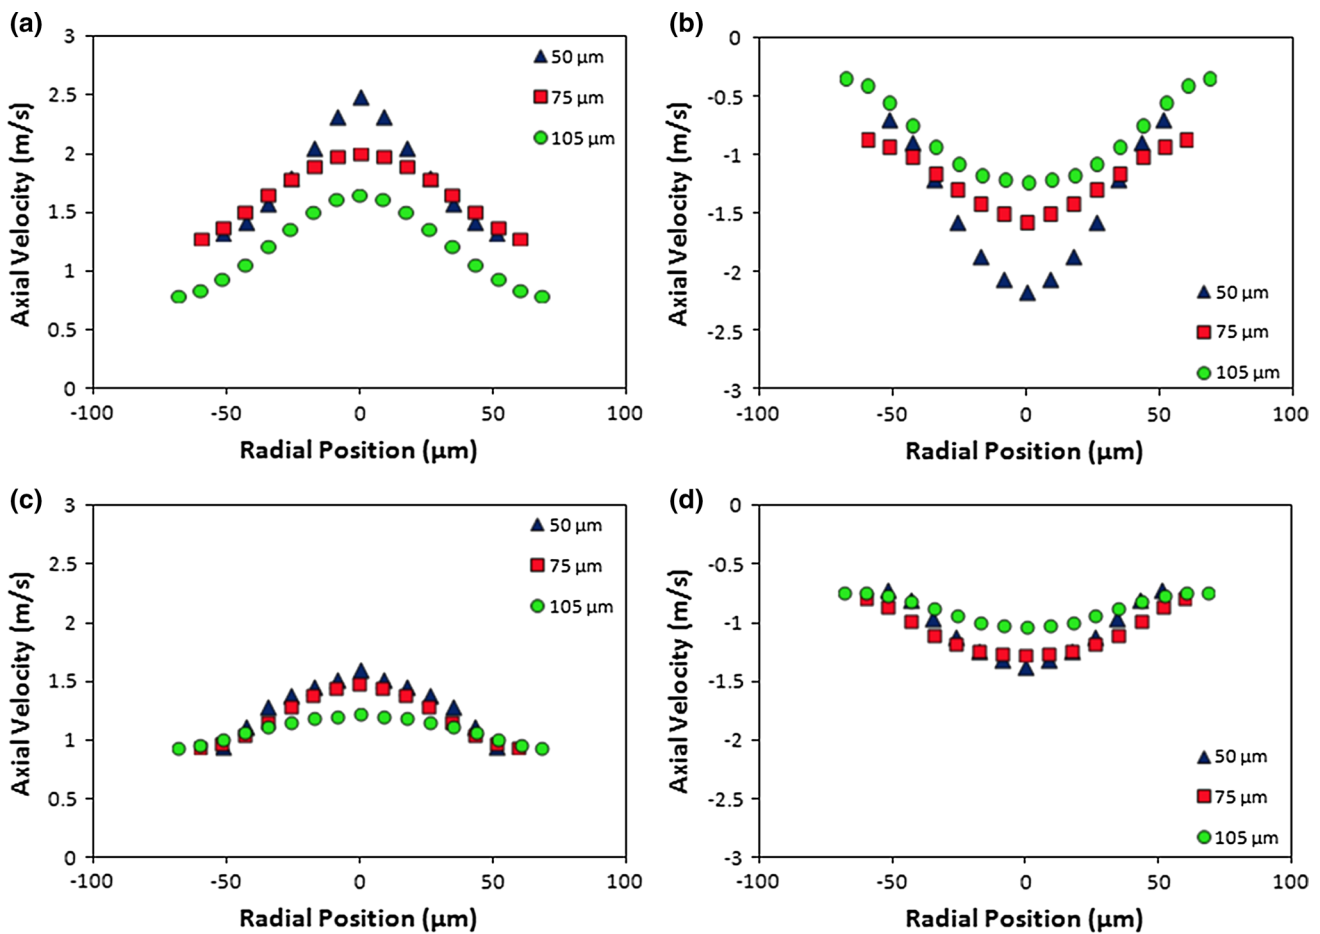 (a)
3
2.5
2
1.5
1
0.5
0
-100
-50
0
50
100
Axial Velocity (m/s)
Radial Position (µm)
50 µm
75 µm
105 µm
(b)
0
-0.5
-1
-1.5
-2
-2.5
-3
-100
-50
0
50
100
Axial Velocity (m/s)
Radial Position (µm)
50 µm
75 µm
105 µm
(c)
3
2.5
2
1.5
1
0.5
0
-100
-50
0
50
100
Axial Velocity (m/s)
Radial Position (µm)
50 µm
75 µm
105 µm
(d)
0
-0.5
-1
-1.5
-2
-2.5
-3
-100
-50
0
50
100
Axial Velocity (m/s)
Radial Position (µm)
50 µm
75 µm
105 µm